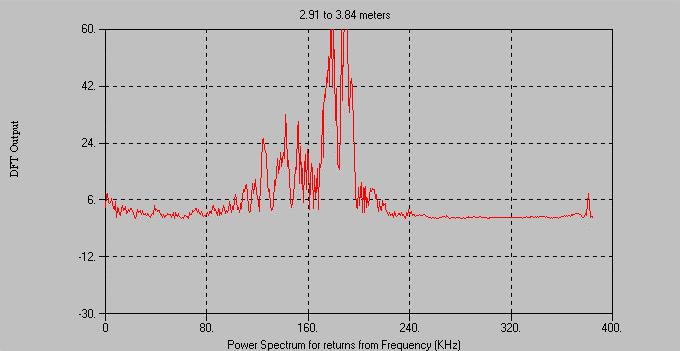 2.91 to 3.84 meters
60.
42.
24.
6.
-12.
-30.
DFT Output
0 80. 160. 240. 320. 400.
Power Spectrum for returns from Frequency (KHz)